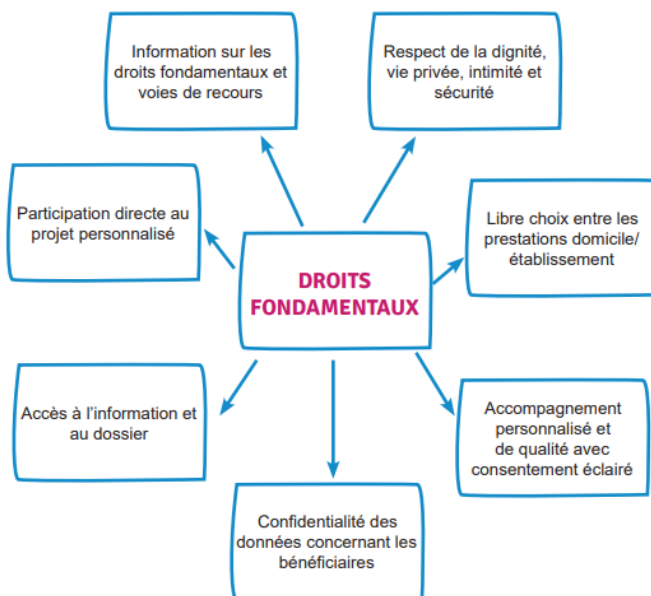 Information sur les
droits fondamentaux et
voies de recours
Respect de la dignité,
vie privée, intimité et
sécurité
Participation directe au
projet personnalisé
Libre choix entre les
prestations domicile/
établissement
DROITS
FONDAMENTAUX
Accès à l’information et
au dossier
Accompagnement
personnalisé et
de qualité avec
consentement éclairé
Confidentialité des
données concernant les
bénéficiaires